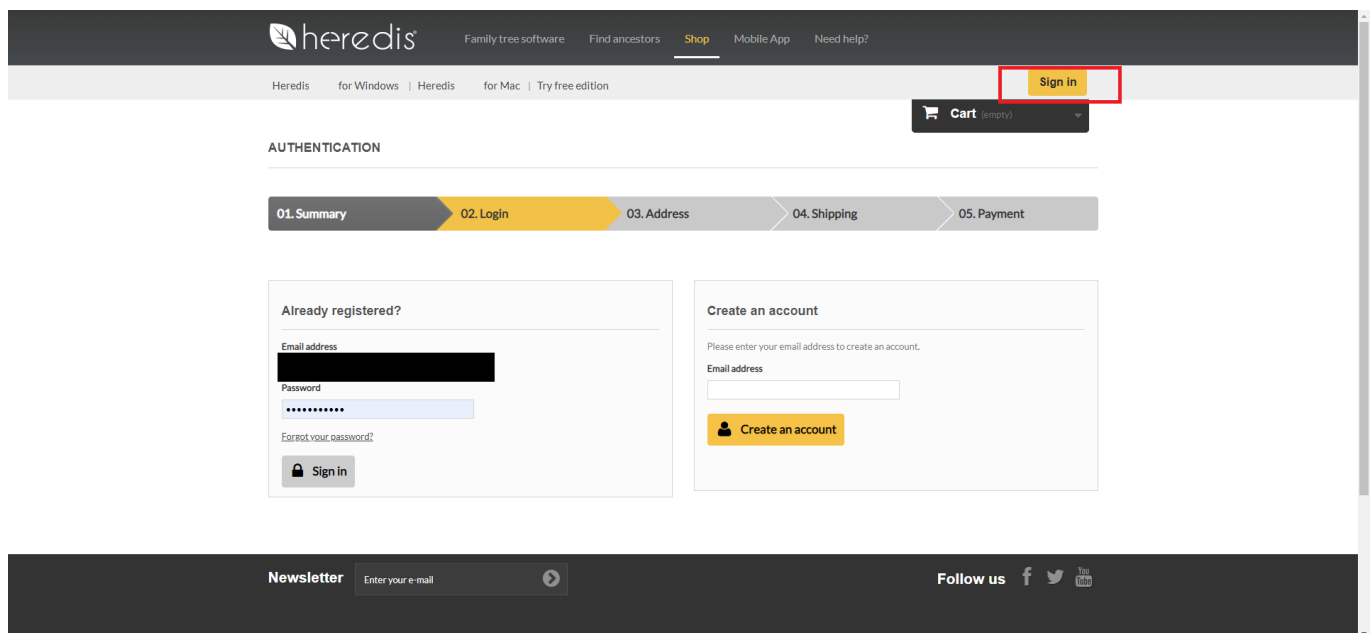 heredis
Family tree software Find ancestors Shop Mobile App Need help?
Heredis for Windows | Heredis for Mac | Try free edition
Sign in
Cart (empty)
AUTHENTICATION
01. Summary 02. Login 03. Address 04. Shipping 05. Payment
Already registered?
Email address
Password
•••••••••••
Forgot your password?
Sign in
Create an account
Please enter your email address to create an account.
Email address
Create an account
Newsletter Enter your e-mail
Follow us
You
Tube